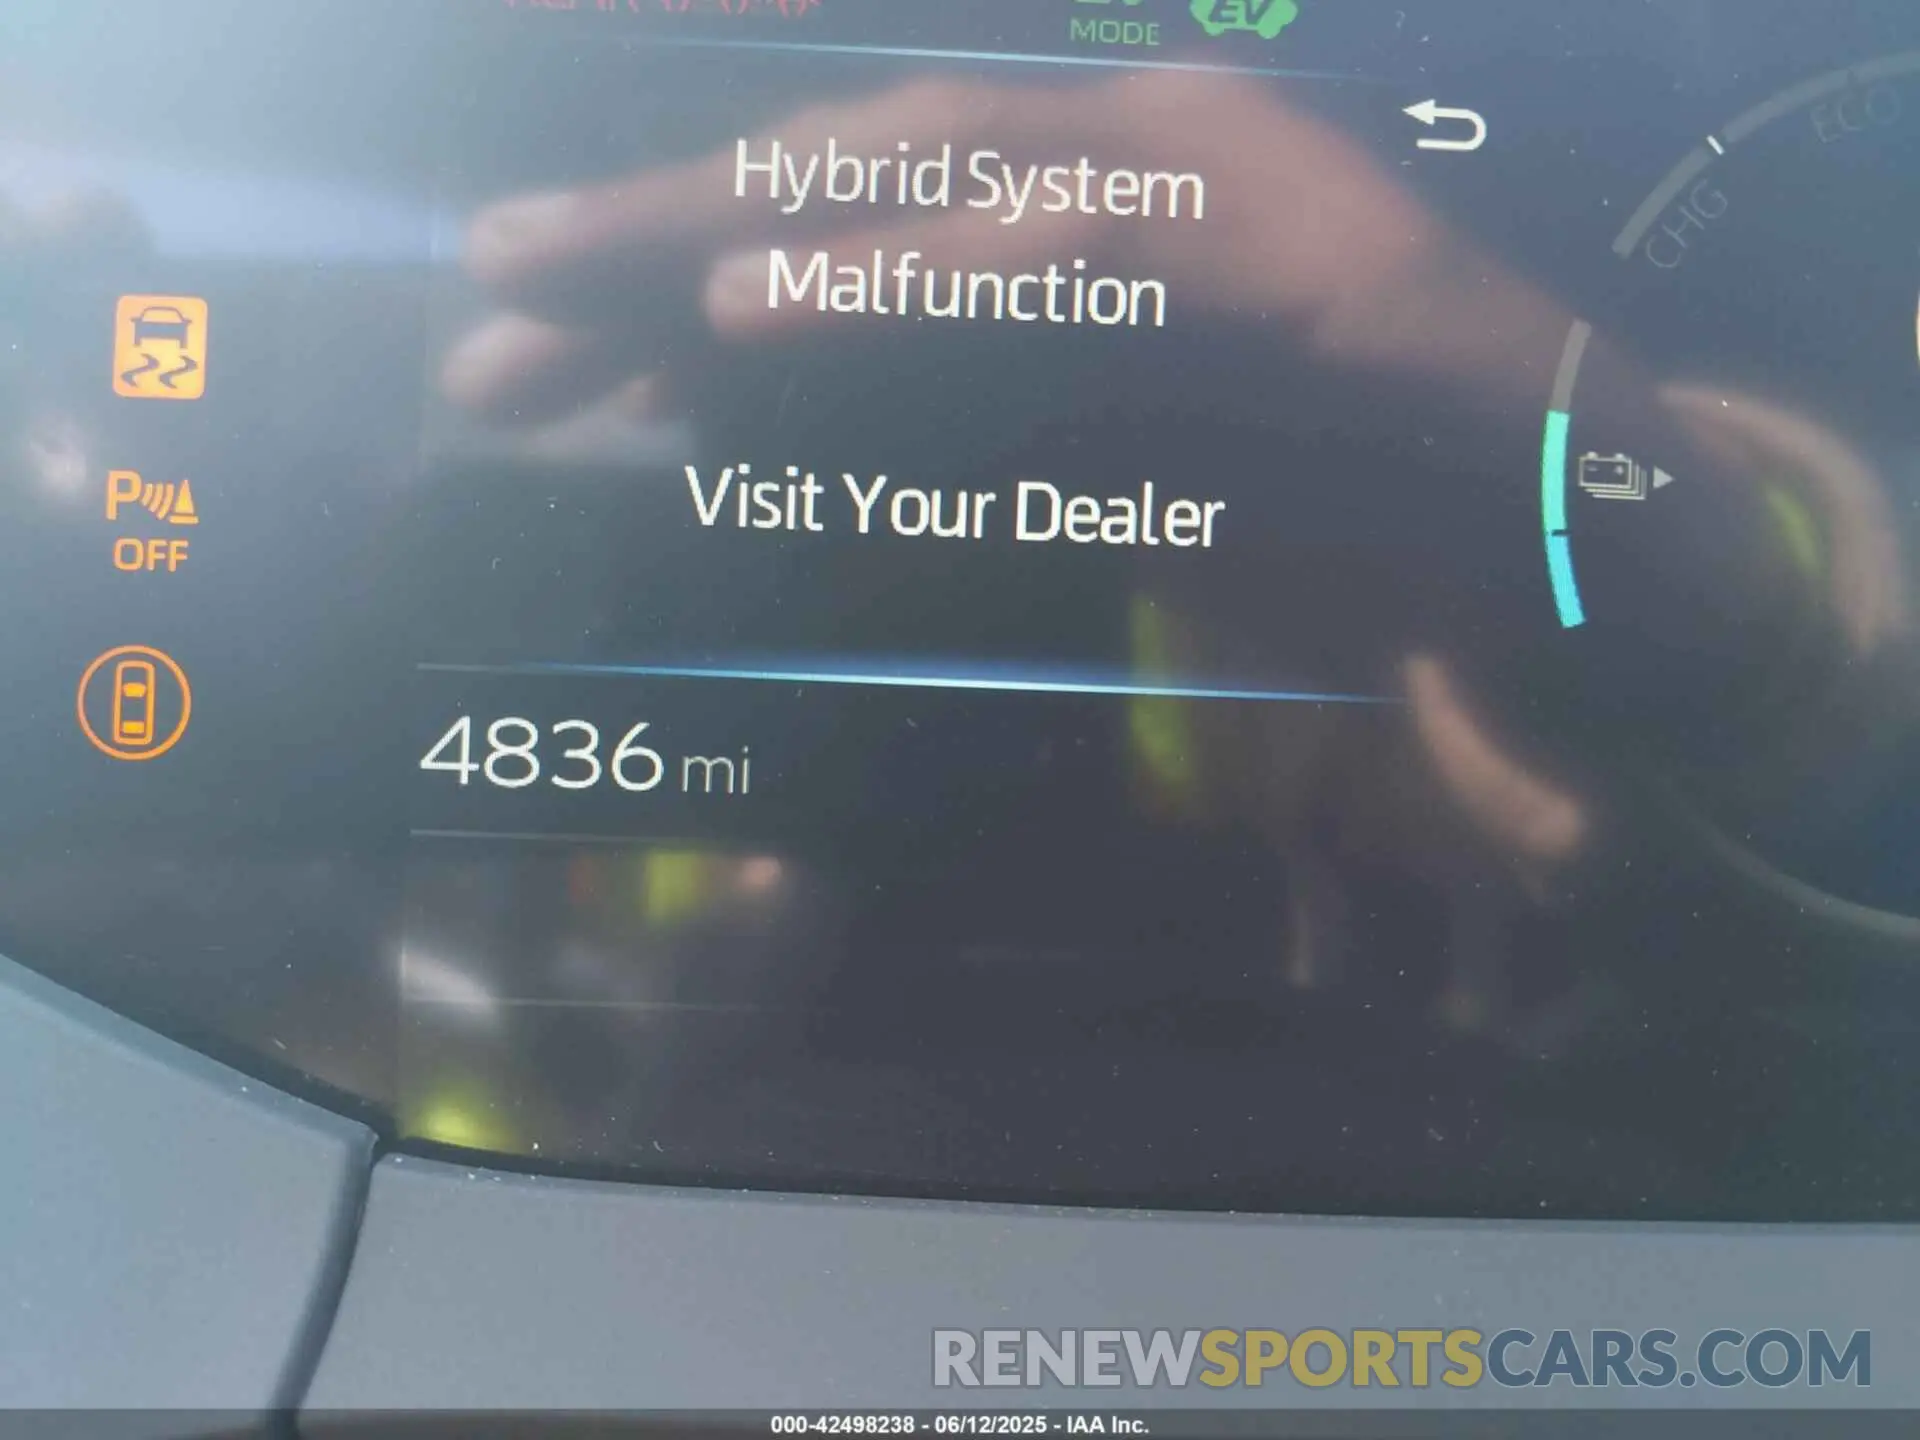 MODE
EV
Hybrid System
Malfunction
ECO
CHG
Visit Your Dealer
P
OFF
4836 mi
RENEWSPORTSCARS.COM
000-42498238 - 06/12/2025 - IAA Inc.